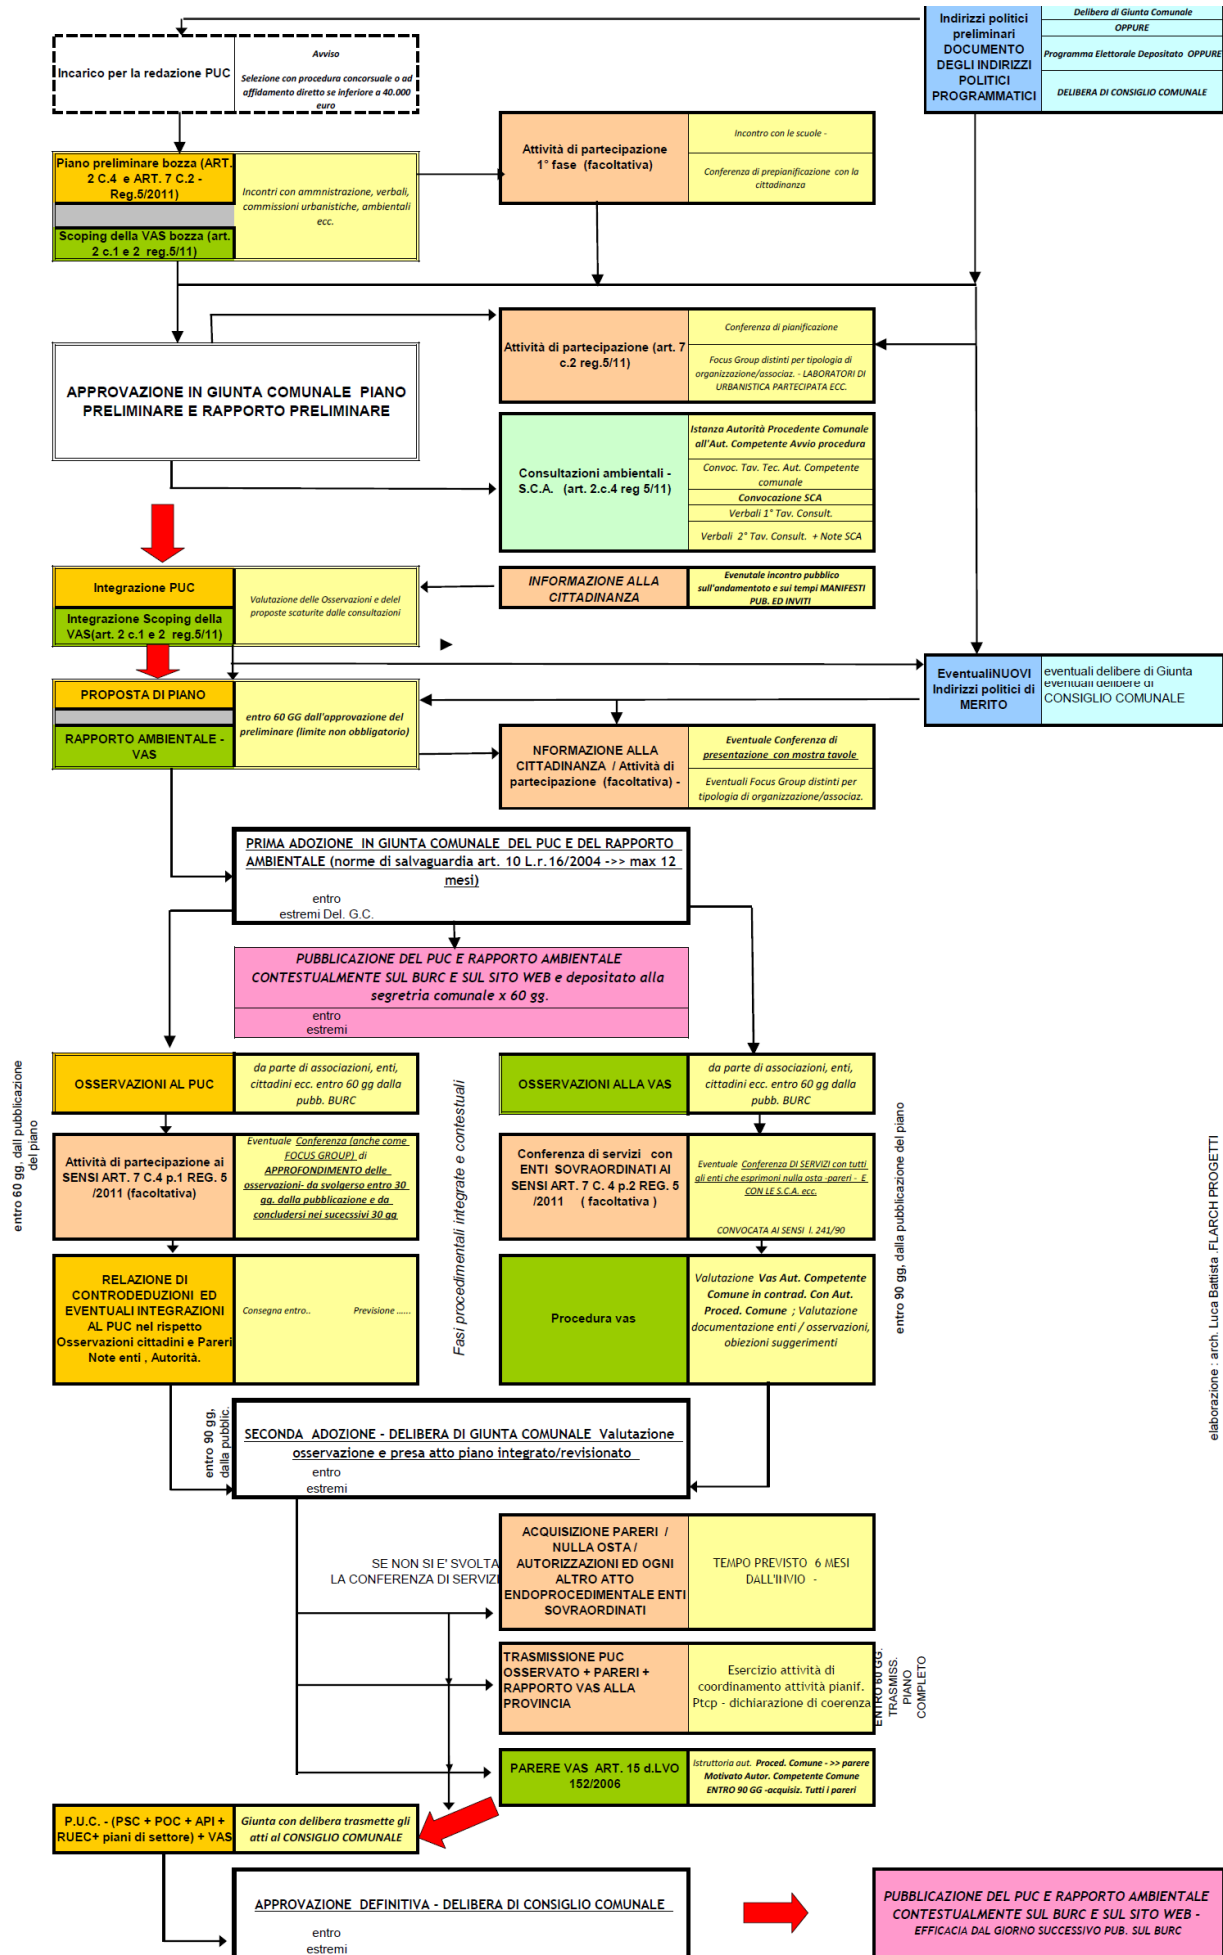 Indirizzi politici
preliminari
DOCUMENTO
DEGLI INDIRIZZI
POLITICI
PROGRAMMATICI
Delibera di Giunta Comunale
OPPURE
Programma Elettorale Depositato OPPURE
DELIBERA DI CONSIGLIO COMUNALE
Incarico per la redazione PUC
Avviso
Selezione con procedura concorsuale o ad
affidamento diretto se inferiore a 40.000
euro
Piano preliminare bozza (ART.
2 C.4 e ART. 7 C.2 -
Reg.5/2011)
Scoping della VAS bozza (art.
2 c.1 e 2 reg.5/11)
Incontri con ammnistrazione, verbali,
commissioni urbanistiche, ambientali
ecc.
Attività di partecipazione
1° fase (facoltativa)
Incontro con le scuole -
Conferenza di prepianificazione con la
cittadinanza
APPROVAZIONE IN GIUNTA COMUNALE PIANO
PRELIMINARE E RAPPORTO PRELIMINARE
Attività di partecipazione (art. 7
c.2 reg.5/11)
Conferenza di pianificazione
Focus Group distinti per tipologia di
organizzazione/associaz. - LABORATORI DI
URBANISTICA PARTECIPATA ECC.
Consultazioni ambientali -
S.C.A. (art. 2.c.4 reg 5/11)
Istanza Autorità Procedente Comunale
all'Aut. Competente Avvio procedura
Convoc. Tav. Tec. Aut. Competente
comunale
Convocazione SCA
Verbali 1° Tav. Consult.
Verbali 2° Tav. Consult. + Note SCA
Integrazione PUC
Integrazione Scoping della
VAS(art. 2 c.1 e 2 reg.5/11)
Valutazione delle Osservazioni e delel
proposte scaturite dalle consultazioni
INFORMAZIONE ALLA
CITTADINANZA
Evenutale incontro pubblico
sull'andamentoto e sui tempi MANIFESTI
PUB. ED INVITI
EventualiNUOVI
Indirizzi politici di
MERITO
eventuali delibere di Giunta
eventuali delibere di
CONSIGLIO COMUNALE
PROPOSTA DI PIANO
RAPPORTO AMBIENTALE -
VAS
entro 60 GG dall'approvazione del
preliminare (limite non obbligatorio)
NFORMAZIONE ALLA
CITTADINANZA / Attività di
partecipazione (facoltativa) -
Eventuale Conferenza di
presentazione con mostra tavole
Eventuali Focus Group distinti per
tipologia di organizzazione/associaz.
PRIMA ADOZIONE IN GIUNTA COMUNALE DEL PUC E DEL RAPPORTO
AMBIENTALE (norme di salvaguardia art. 10 L.r.16/2004 ->> max 12
mesi)
entro
estremi Del. G.C.
PUBBLICAZIONE DEL PUC E RAPPORTO AMBIENTALE
CONTESTUALMENTE SUL BURC E SUL SITO WEB e depositato alla
segretria comunale x 60 gg.
entro
estremi
entro 60 gg. dall pubblicazione
del piano
OSSERVAZIONI AL PUC
da parte di associazioni, enti,
cittadini ecc. entro 60 gg dalla
pubb. BURC
Attività di partecipazione ai
SENSI ART. 7 C.4 p.1 REG. 5
/2011 (facoltativa)
Eventuale Conferenza (anche come
FOCUS GROUP) di
APPROFONDIMENTO delle
osservazioni- da svolgerso entro 30
gg. dalla pubblicazione e da
concludersi nei sucecssivi 30 gg
RELAZIONE DI
CONTRODEDUZIONI ED
EVENTUALI INTEGRAZIONI
AL PUC nel rispetto
Osservazioni cittadini e Pareri
Note enti , Autorità.
Consegna entro.. Previsione ......
Fasi procedimentali integrate e contestuali
OSSERVAZIONI ALLA VAS
da parte di associazioni, enti,
cittadini ecc. entro 60 gg dalla
pubb. BURC
Conferenza di servizi con
ENTI SOVRAORDINATI AI
SENSI ART. 7 C. 4 p.2 REG. 5
/2011 ( facoltativa )
Eventuale Conferenza DI SERVIZI con tutti
gli enti che esprimoni nulla osta -pareri - E
CON LE S.C.A. ecc.
CONVOCATA AI SENSI l. 241/90
Procedura vas
Valutazione Vas Aut. Competente
Comune in contrad. Con Aut.
Proced. Comune ; Valutazione
documentazione enti / osservazioni,
obiezioni suggerimenti
entro 90 gg, dalla pubblicazione del piano
elaborazione : arch. Luca Battista .FLARCH PROGETTI
entro 90 gg,
dalla pubblic.
SECONDA ADOZIONE - DELIBERA DI GIUNTA COMUNALE Valutazione
osservazione e presa atto piano integrato/revisionato
entro
estremi
SE NON SI E' SVOLTA
LA CONFERENZA DI SERVIZI
ACQUISIZIONE PARERI /
NULLA OSTA /
AUTORIZZAZIONI ED OGNI
ALTRO ATTO
ENDOPROCEDIMENTALE ENTI
SOVRAORDINATI
TEMPO PREVISTO 6 MESI
DALL'INVIO -
TRASMISSIONE PUC
OSSERVATO + PARERI +
RAPPORTO VAS ALLA
PROVINCIA
Esercizio attività di
coordinamento attività pianif.
Ptcp - dichiarazione di coerenza
ENTRO 60 GG.
TRASMISS.
PIANO
COMPLETO
PARERE VAS ART. 15 d.LVO
152/2006
Istruttoria aut. Proced. Comune - >> parere
Motivato Autor. Competente Comune
ENTRO 90 GG -acquisiz. Tutti i pareri
P.U.C. - (PSC + POC + API +
RUEC+ piani di settore) + VAS
Giunta con delibera trasmette gli
atti al CONSIGLIO COMUNALE
APPROVAZIONE DEFINITIVA - DELIBERA DI CONSIGLIO COMUNALE
entro
estremi
PUBBLICAZIONE DEL PUC E RAPPORTO AMBIENTALE
CONTESTUALMENTE SUL BURC E SUL SITO WEB -
EFFICACIA DAL GIORNO SUCCESSIVO PUB. SUL BURC